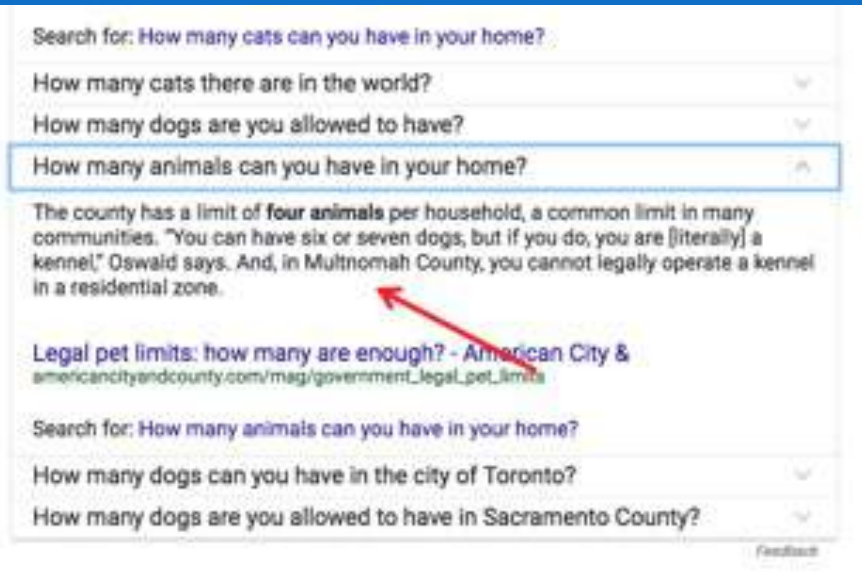 Search for: How many cats can you have in your home?
How many cats there are in the world?
How many dogs are you allowed to have?
How many animals can you have in your home?
The county has a limit of four animals per household, a common limit in many
communities. "You can have six or seven dogs, but if you do, you are [literally] a
kennel," Oswald says. And, in Multnomah County, you cannot legally operate a kennel
in a residential zone.
Legal pet limits: how many are enough? - American City &
americancityandcounty.com/mag/government_legal_pet_limits
Search for: How many animals can you have in your home?
How many dogs can you have in the city of Toronto?
How many dogs are you allowed to have in Sacramento County?
Feedback